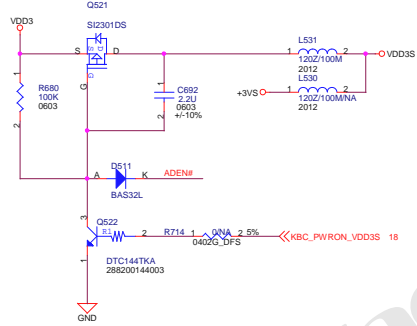 Q521
VDD3
SI2301DS
S
D
S
D
G
G
L531
1
2
120Z/100M
2012
VDD3S
L530
+3VS
1
2
120Z/100M/NA
2012
1
R680
100K
0603
2
1
C692
2.2U
0603
+/-10%
2
D511
A
K
ADEN#
BAS32L
3
Q522
R1
2
R714
1
0/NA
2
5%
0402G_DFS
KBC_PWRON_VDD3S 18
1
DTC144TKA
288200144003
GND